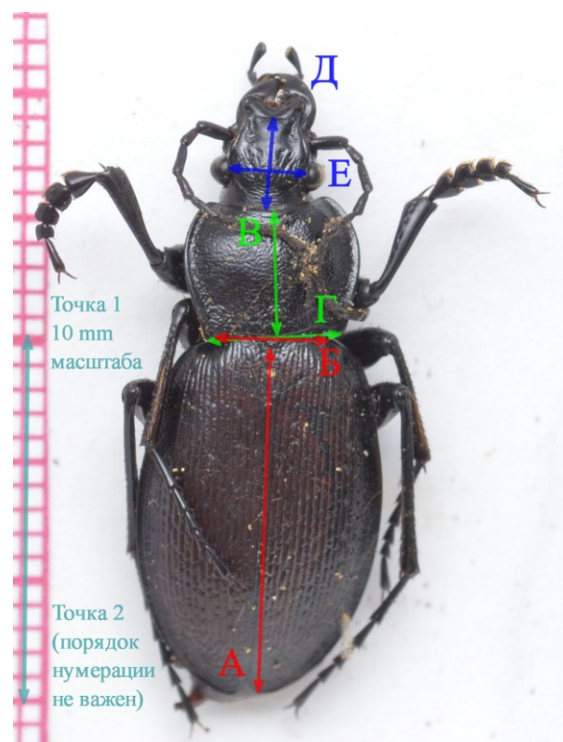 Д
Е
В
Г
Точка 1
10 mm
масштаба
Б
Точка 2
(порядок
нумерации
не важен)
А